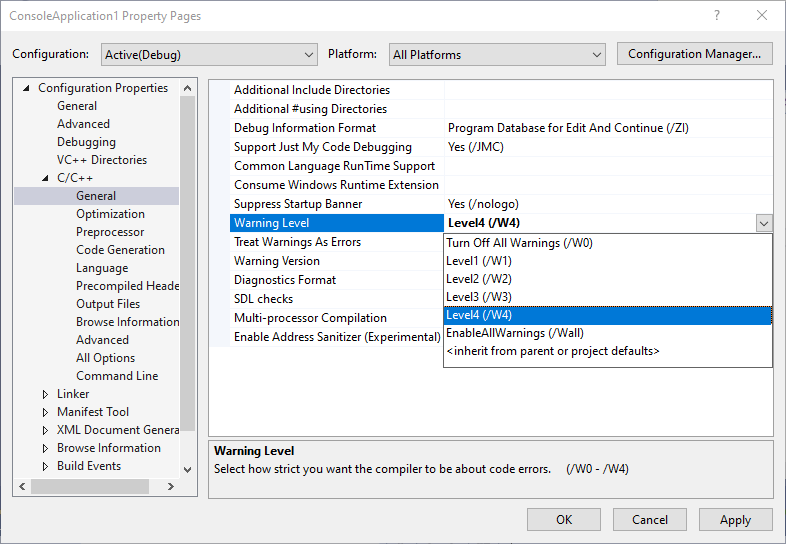 ConsoleApplication1 Property Pages
Configuration: Active(Debug) Platform: All Platforms Configuration Manager...
Configuration Properties
General
Advanced
Debugging
VC++ Directories
C/C++
General
Optimization
Preprocessor
Code Generation
Language
Precompiled Heade
Output Files
Browse Information
Advanced
All Options
Command Line
Linker
Manifest Tool
XML Document Genera
Browse Information
Build Events
Additional Include Directories
Additional #using Directories
Debug Information Format Program Database for Edit And Continue (/ZI)
Support Just My Code Debugging Yes (/JMC)
Common Language RunTime Support
Consume Windows Runtime Extension
Suppress Startup Banner Yes (/nologo)
Warning Level Level4 (/W4)
Treat Warnings As Errors
Warning Version
Diagnostics Format
SDL checks
Multi-processor Compilation
Enable Address Sanitizer (Experimental)
Turn Off All Warnings (/W0)
Level1 (/W1)
Level2 (/W2)
Level3 (/W3)
Level4 (/W4)
EnableAllWarnings (/Wall)
<inherit from parent or project defaults>
Warning Level
Select how strict you want the compiler to be about code errors. (/W0 - /W4)
OK Cancel Apply